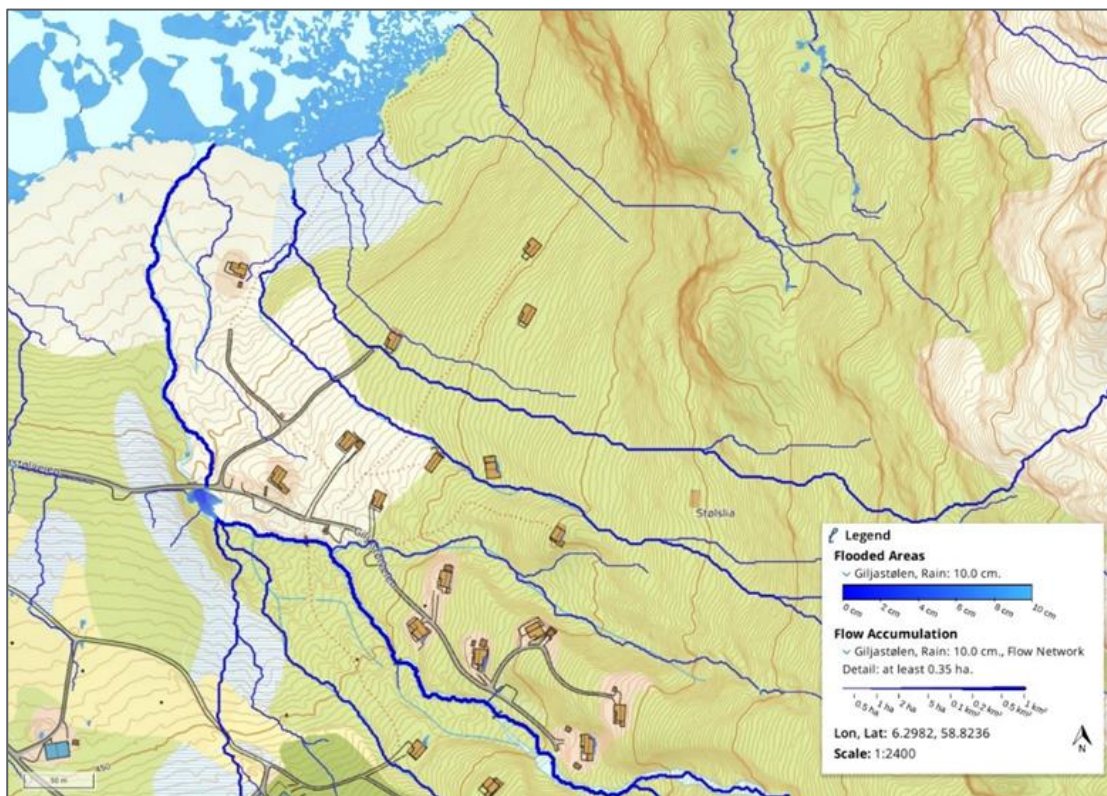 Stølslia
450
50 m
Legend
Flooded Areas
Giljastølen, Rain: 10.0 cm.
0 cm 2 cm 4 cm 6 cm 8 cm 10 cm
Flow Accumulation
Giljastølen, Rain: 10.0 cm., Flow Network
Detail: at least 0.35 ha.
0.5 ha 1 ha 2 ha 5 ha 0.1 km² 0.2 km² 0.5 km² 1 km²
Lon, Lat: 6.2982, 58.8236
Scale: 1:2400
N